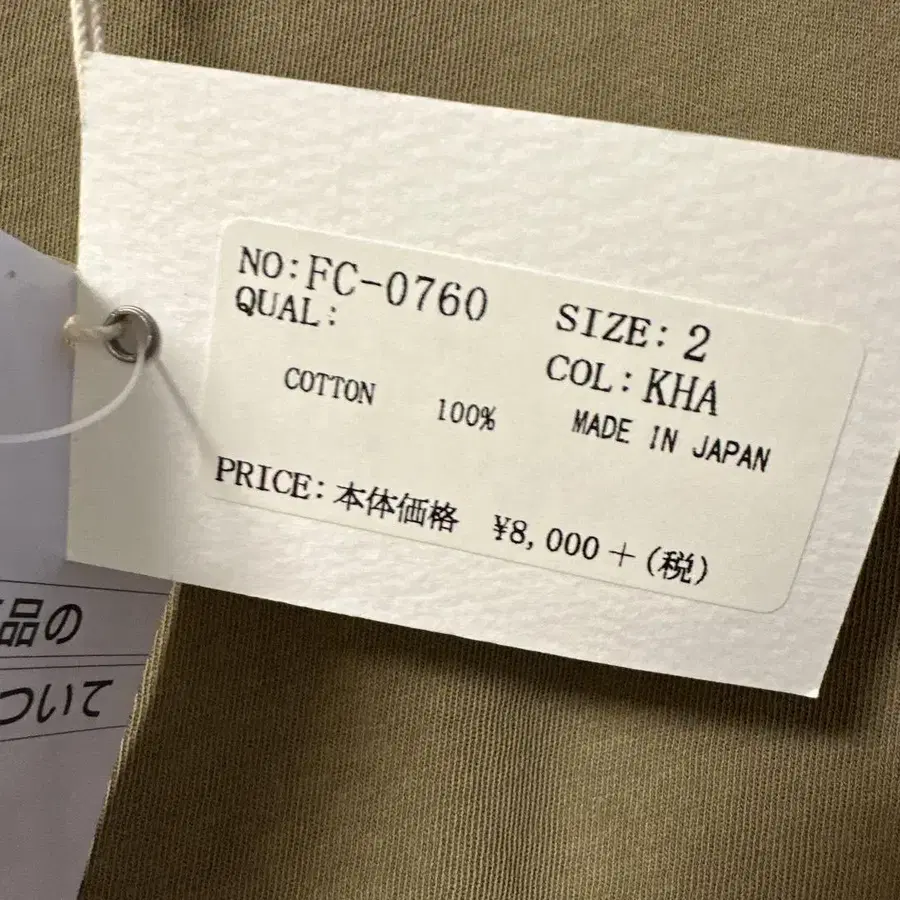 NO:FC-0760
SIZE: 2
QUAL:
COL: KHA
COTTON 100%
MADE IN JAPAN
PRICE: 本体価格 ¥8,000+(税)
品の
ついて